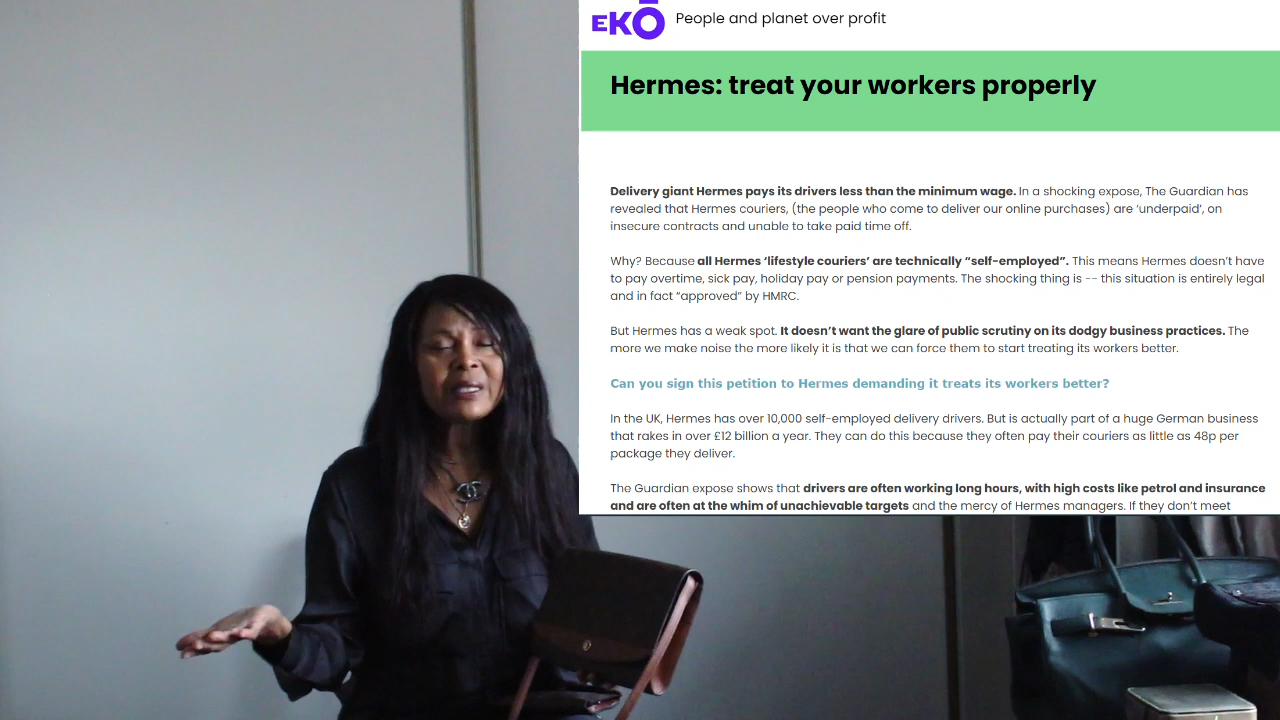 EKŌ People and planet over profit
Hermes: treat your workers properly
Delivery giant Hermes pays its drivers less than the minimum wage. In a shocking expose, The Guardian has
revealed that Hermes couriers, (the people who come to deliver our online purchases) are ‘underpaid’, on
insecure contracts and unable to take paid time off.
Why? Because all Hermes ‘lifestyle couriers’ are technically “self-employed”. This means Hermes doesn’t have
to pay overtime, sick pay, holiday pay or pension payments. The shocking thing is -- this situation is entirely legal
and in fact “approved” by HMRC.
But Hermes has a weak spot. It doesn’t want the glare of public scrutiny on its dodgy business practices. The
more we make noise the more likely it is that we can force them to start treating its workers better.
Can you sign this petition to Hermes demanding it treats its workers better?
In the UK, Hermes has over 10,000 self-employed delivery drivers. But is actually part of a huge German business
that rakes in over £12 billion a year. They can do this because they often pay their couriers as little as 48p per
package they deliver.
The Guardian expose shows that drivers are often working long hours, with high costs like petrol and insurance
and are often at the whim of unachievable targets and the mercy of Hermes managers. If they don’t meet